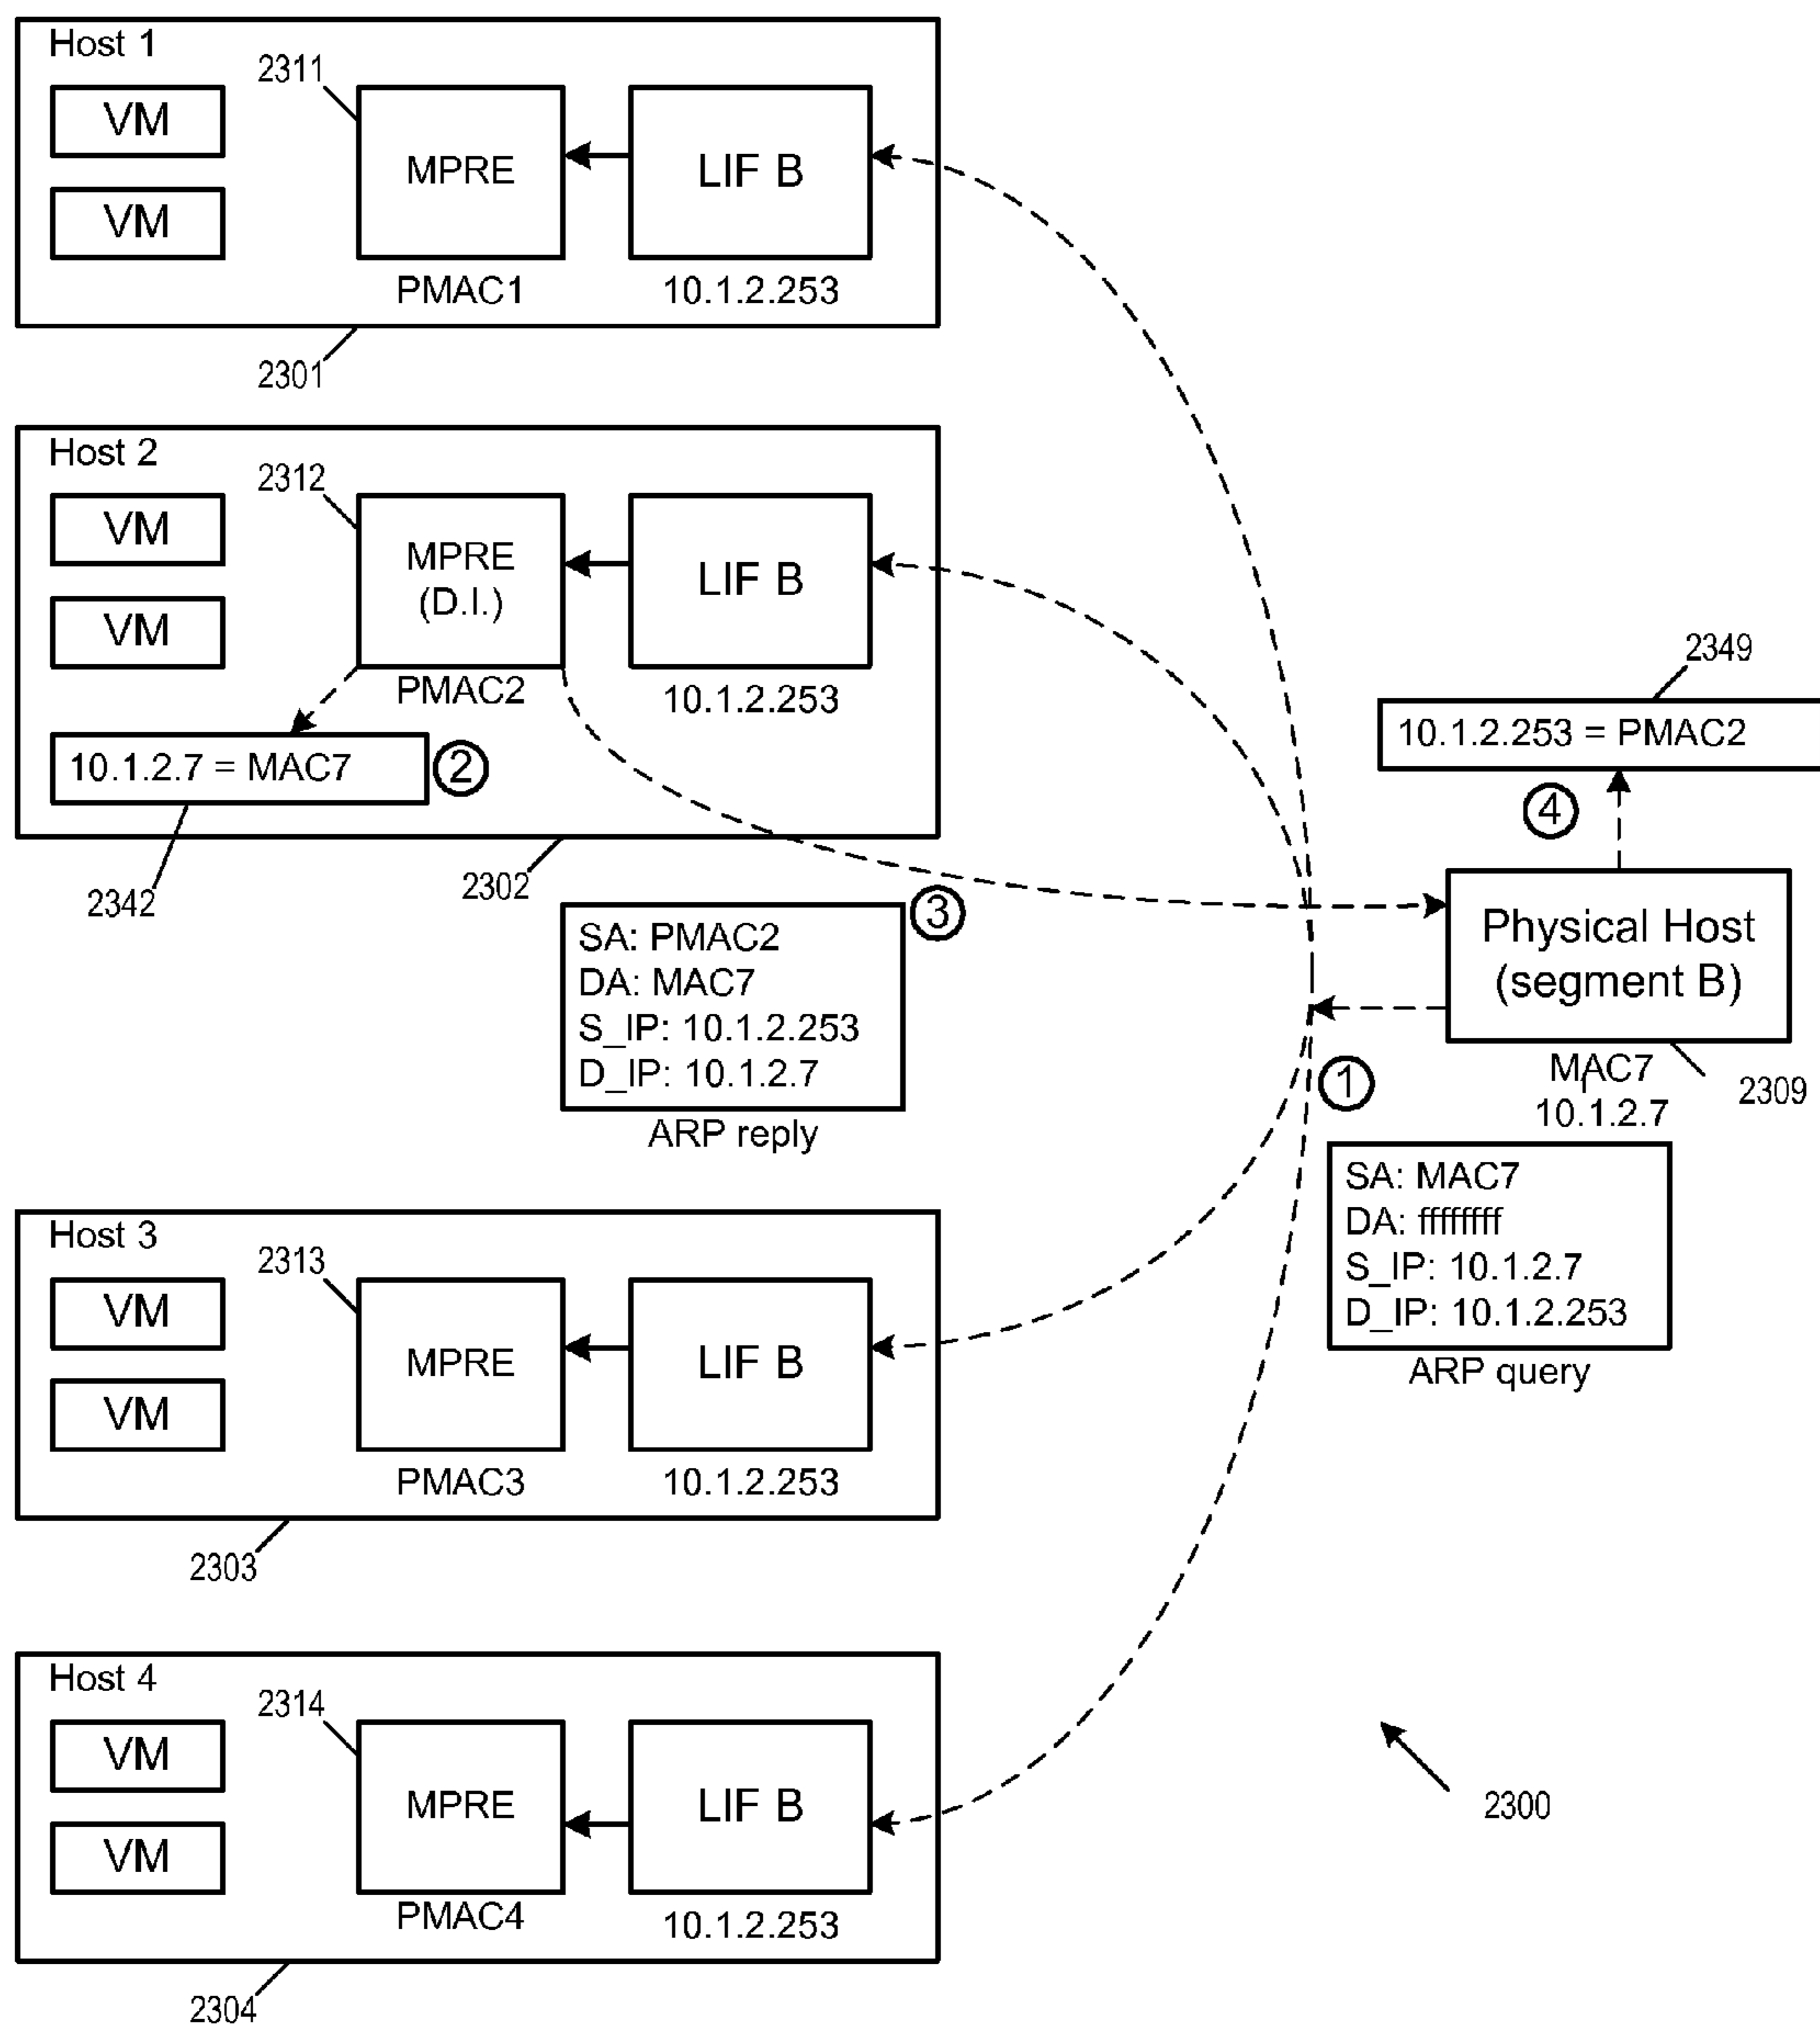 Host 1
2311
VM
VM
MPRE
LIF B
PMAC1
10.1.2.253
2301
Host 2
2312
VM
VM
MPRE
(D.I.)
LIF B
PMAC2
10.1.2.253
10.1.2.7 = MAC7
2
2342
2302
2349
10.1.2.253 = PMAC2
4
3
SA: PMAC2
DA: MAC7
S_IP: 10.1.2.253
D_IP: 10.1.2.7
ARP reply
Physical Host
(segment B)
MAC7
10.1.2.7
2309
1
SA: MAC7
DA: ffffffff
S_IP: 10.1.2.7
D_IP: 10.1.2.253
ARP query
Host 3
2313
VM
VM
MPRE
LIF B
PMAC3
10.1.2.253
2303
Host 4
2314
VM
VM
MPRE
LIF B
PMAC4
10.1.2.253
2304
2300